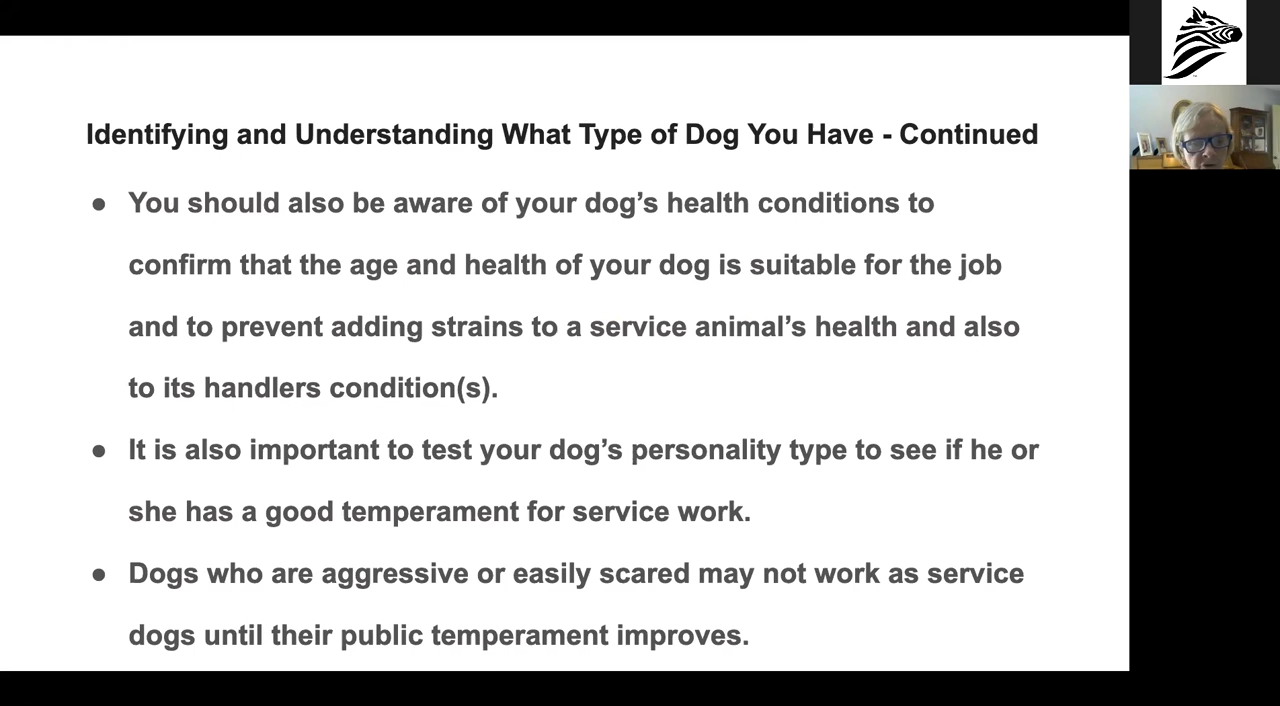 Identifying and Understanding What Type of Dog You Have - Continued
● You should also be aware of your dog’s health conditions to
confirm that the age and health of your dog is suitable for the job
and to prevent adding strains to a service animal’s health and also
to its handlers condition(s).
● It is also important to test your dog’s personality type to see if he or
she has a good temperament for service work.
● Dogs who are aggressive or easily scared may not work as service
dogs until their public temperament improves.